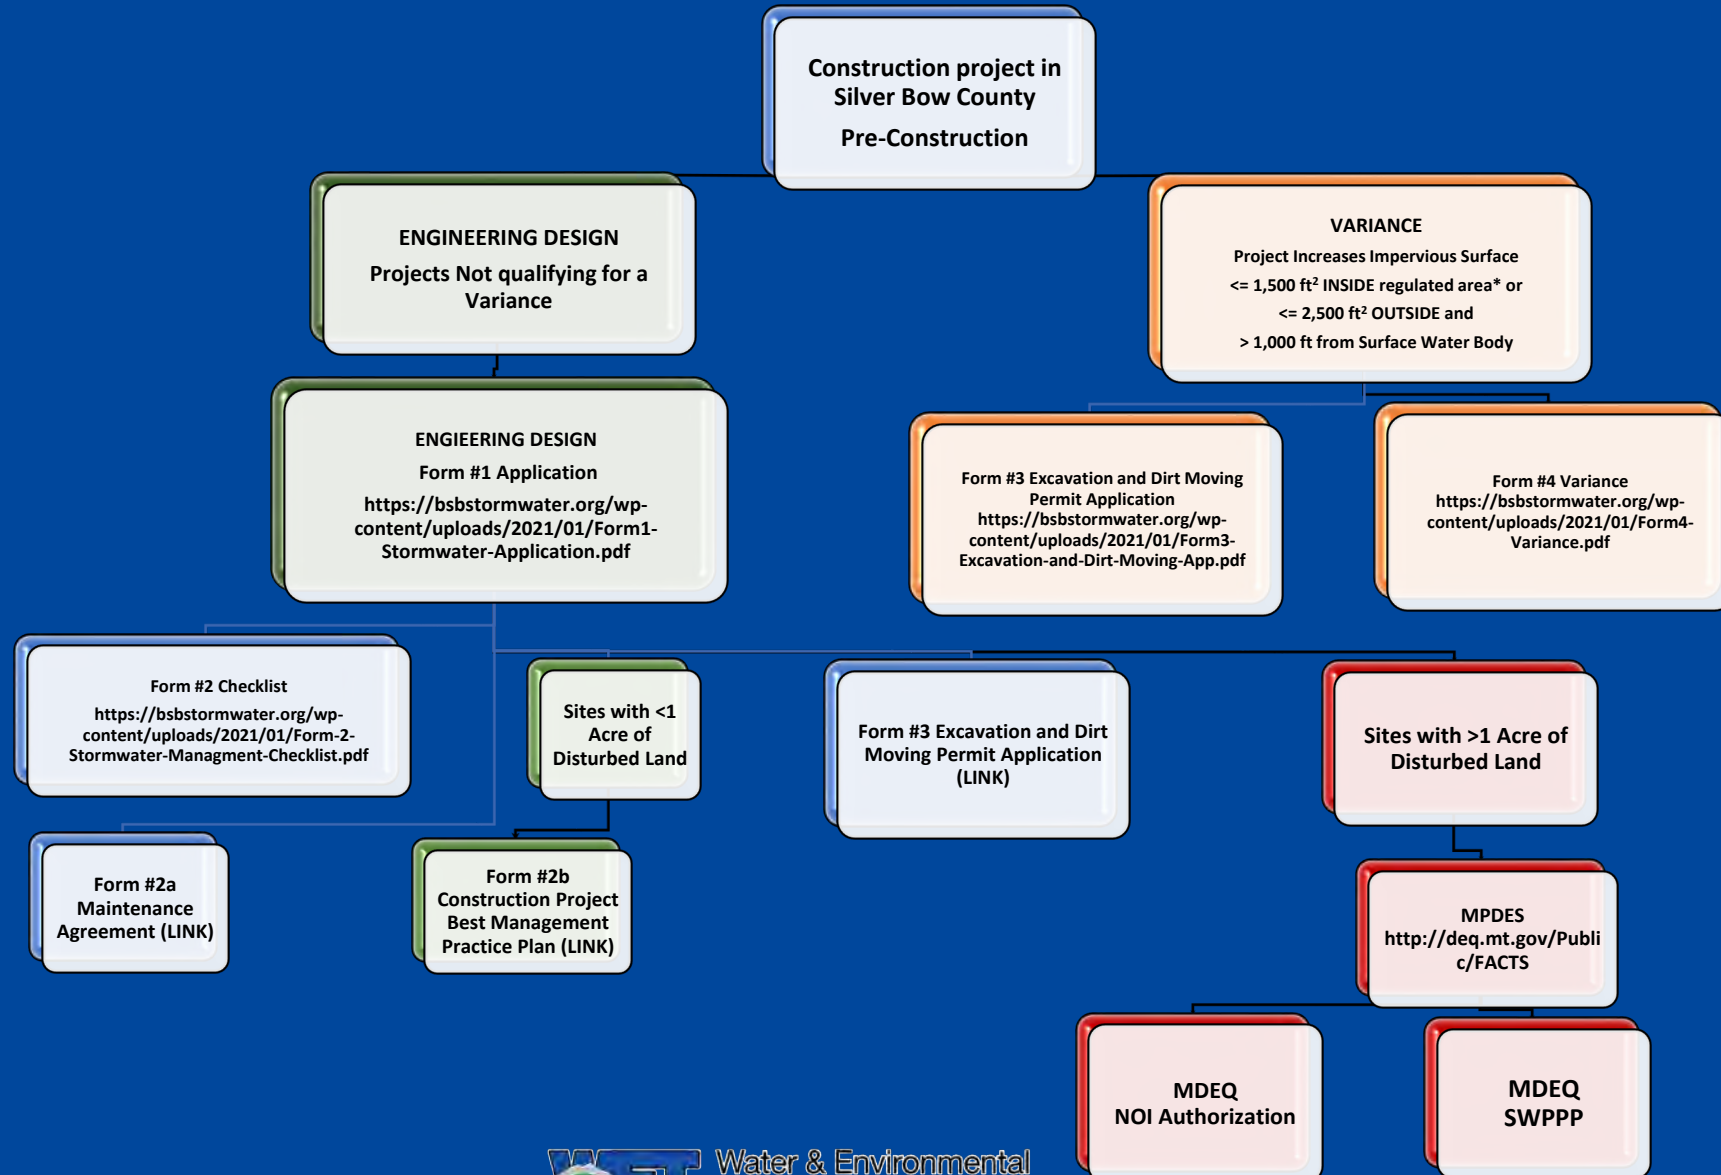 Construction project in
Silver Bow County
Pre-Construction
ENGINEERING DESIGN
Projects Not qualifying for a
Variance
VARIANCE
Project Increases Impervious Surface
<= 1,500 ft² INSIDE regulated area* or
<= 2,500 ft² OUTSIDE and
> 1,000 ft from Surface Water Body
ENGIEERING DESIGN
Form #1 Application
https://bsbstormwater.org/wp-
content/uploads/2021/01/Form1-
Stormwater-Application.pdf
Form #3 Excavation and Dirt Moving
Permit Application
https://bsbstormwater.org/wp-
content/uploads/2021/01/Form3-
Excavation-and-Dirt-Moving-App.pdf
Form #4 Variance
https://bsbstormwater.org/wp-
content/uploads/2021/01/Form4-
Variance.pdf
Form #2 Checklist
https://bsbstormwater.org/wp-
content/uploads/2021/01/Form-2-
Stormwater-Managment-Checklist.pdf
Sites with <1
Acre of
Disturbed Land
Form #3 Excavation and Dirt
Moving Permit Application
(LINK)
Sites with >1 Acre of
Disturbed Land
Form #2a
Maintenance
Agreement (LINK)
Form #2b
Construction Project
Best Management
Practice Plan (LINK)
MPDES
http://deq.mt.gov/Publi
c/FACTS
MDEQ
NOI Authorization
MDEQ
SWPPP
WET Water & Environmental